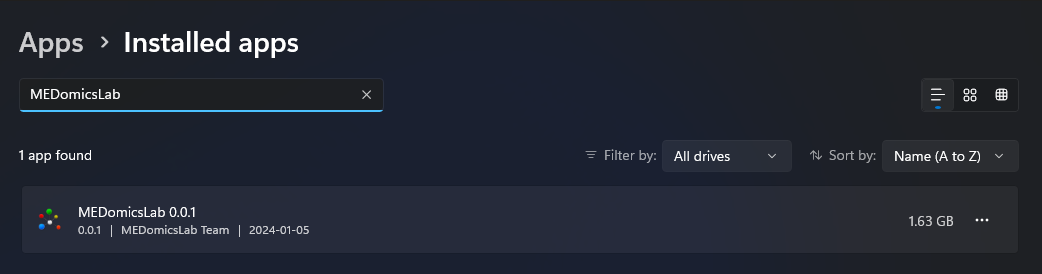 Apps > Installed apps
MEDomicsLab
1 app found
Filter by: All drives
Sort by: Name (A to Z)
MEDomicsLab 0.0.1
0.0.1 | MEDomicsLab Team | 2024-01-05
1.63 GB